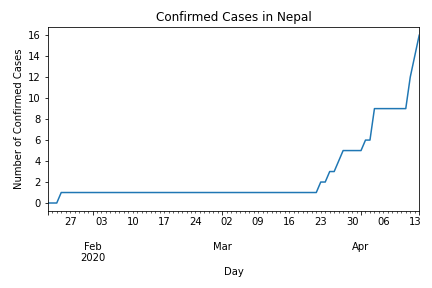 Confirmed Cases in Nepal
Number of Confirmed Cases
16
14
12
10
8
6
4
2
0
27 03 10 17 24 02 09 16 23 30 06 13
Feb Mar Apr
2020
Day